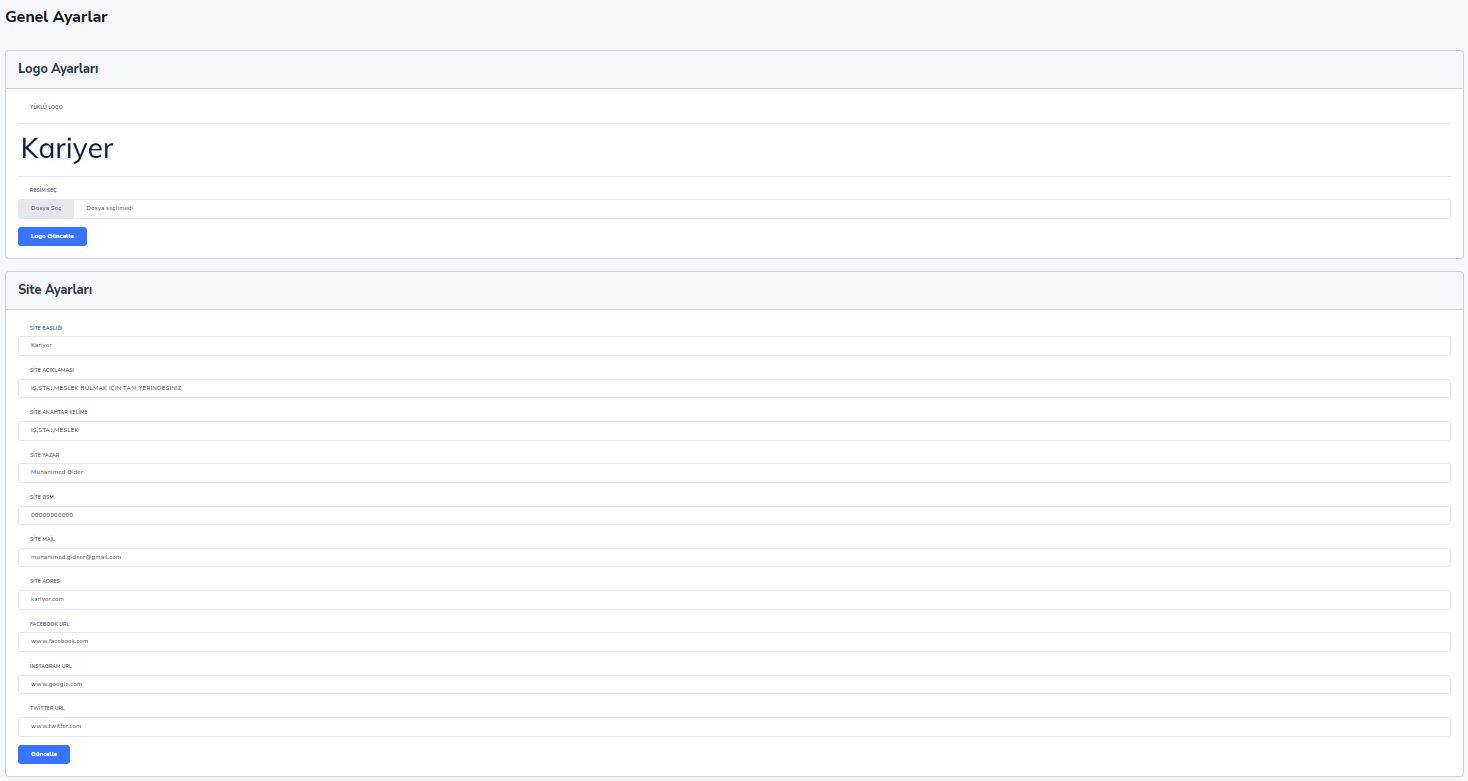 Genel Ayarlar
Logo Ayarları
YÜKLÜ LOGO
Kariyer
RESİM SEÇ
Dosya Seç Dosya seçilmedi
Logo Güncelle
Site Ayarları
SİTE BAŞLIĞI
Kariyer
SİTE AÇIKLAMASI
IŞ,STAJ,MESLEK BULMAK IÇIN TAM YERINDESINIZ
SİTE ANAHTAR KELİME
IŞ,STAJ,MESLEK
SİTE YAZAR
Muhammed Gider
SİTE GSM
00000000000
SİTE MAİL
muhammed.gideer@gmail.com
SİTE ADRES
kariyer.com
FACEBOOK URL
www.facebook.com
İNSTAGRAM URL
www.google.com
TWİTTER URL
www.twitter.com
Güncelle